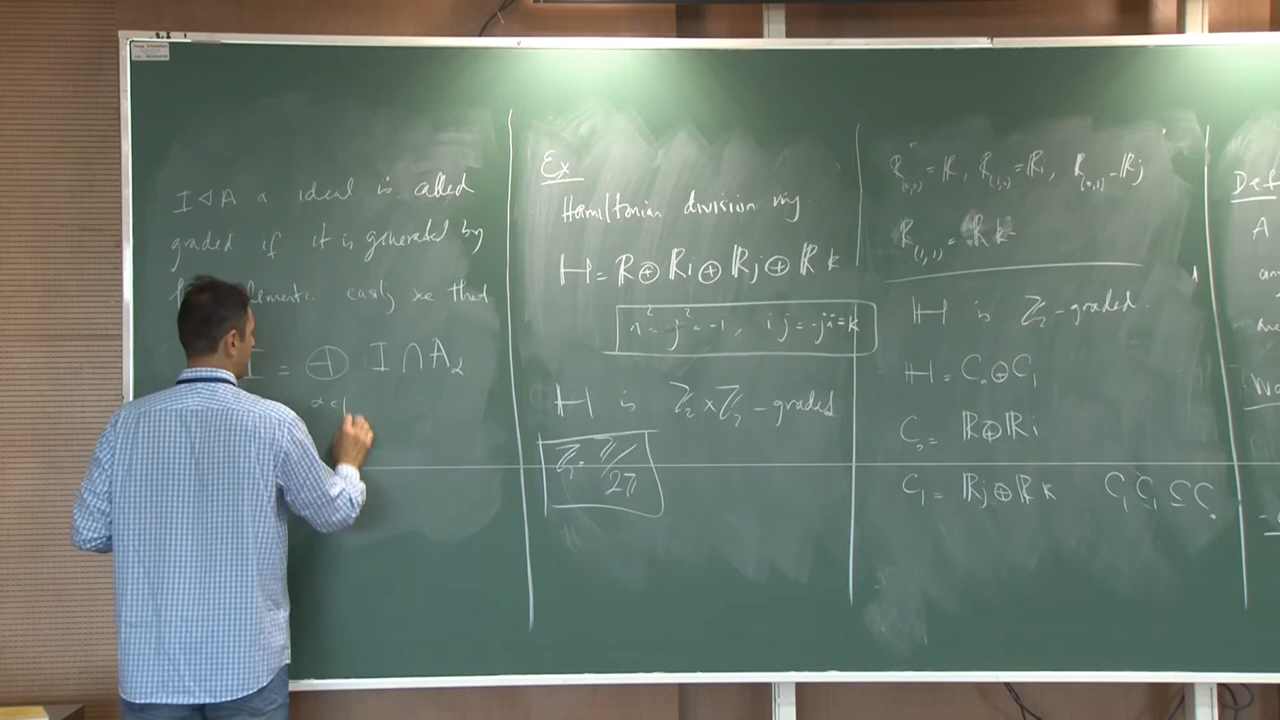 I ◁ A a ideal is called
graded if it is generated by
easily see that
I = ⊕ I ∩ A_α
α ∈
Ex
Hamiltonian division ring
H = R ⊕ Ri ⊕ Rj ⊕ Rk
i² = j² = -1, ij = -ji = k
H is Z₂ × Z₂ - graded
Z₂ = Z/2Z
R_(0,0) = R, R_(1,0) = Ri, R_(0,1) = Rj
R_(1,1) = Rk
H is Z₂-graded.
H = C₀ ⊕ C₁
C₀ = R ⊕ Ri
C₁ = Rj ⊕ Rk C₁C₁ ⊆ C₀
Def
A